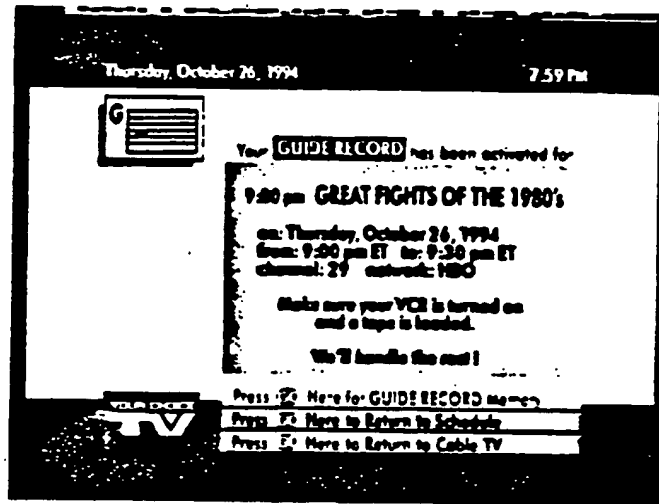 Thursday, October 26, 1994
7:59 PM
G
Your GUIDE RECORD has been activated for
9:00 pm GREAT FIGHTS OF THE 1980's
on: Thursday, October 26, 1994
from: 9:00 pm ET to: 9:30 pm ET
channel: 29 network: HBO
Make sure your VCR is turned on
and a tape is loaded.
We'll handle the rest!
Press Here for GUIDE RECORD Memory
Press Here to Return to Schedule
Press Here to Return to Cable TV
TV